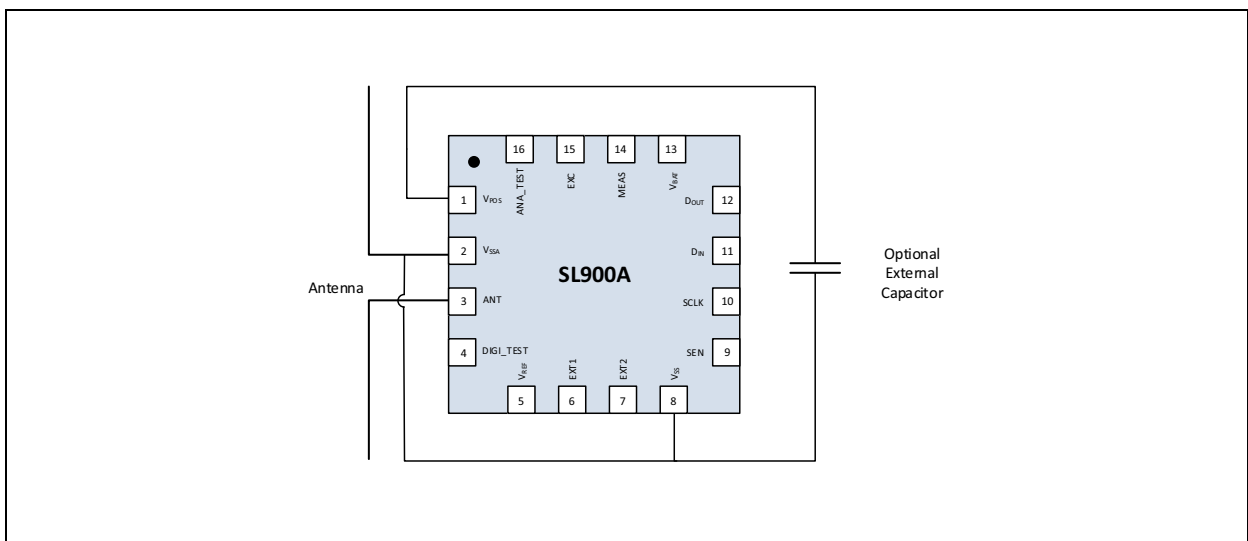 16
15
14
13
ANA_TEST
EXC
MEAS
VBAT
1
VPOS
DOUT
12
2
VSSA
DIN
11
Antenna
SL900A
Optional
External
Capacitor
3
ANT
SCLK
10
4
DIGI_TEST
SEN
9
VREF
EXT1
EXT2
VSS
5
6
7
8